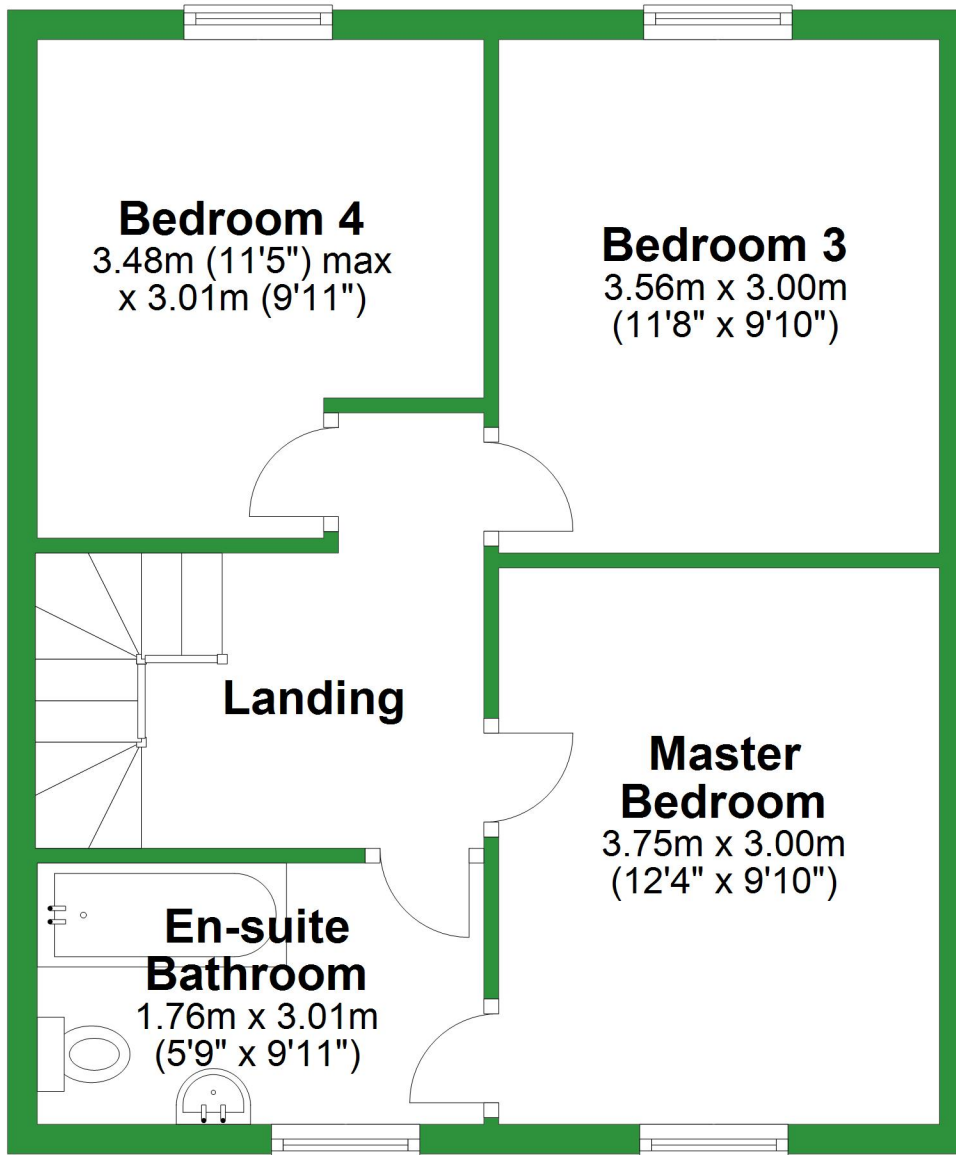 Bedroom 4
3.48m (11'5") max
x 3.01m (9'11")
Bedroom 3
3.56m x 3.00m
(11'8" x 9'10")
Landing
Master
Bedroom
3.75m x 3.00m
(12'4" x 9'10")
En-suite
Bathroom
1.76m x 3.01m
(5'9" x 9'11")